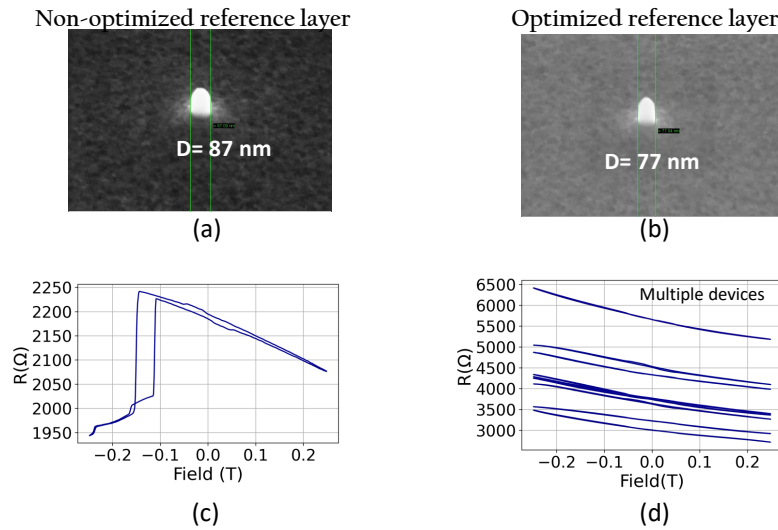 Non-optimized reference layer
Optimized reference layer
D= 87 nm
D= 77 nm
(a)
(b)
2250
2200
2150
2100
2050
2000
1950
R(Ω)
−0.2 −0.1 0.0 0.1 0.2
Field (T)
(c)
Multiple devices
6500
6000
5500
5000
4500
4000
3500
3000
R(Ω)
−0.2 −0.1 0.0 0.1 0.2
Field(T)
(d)